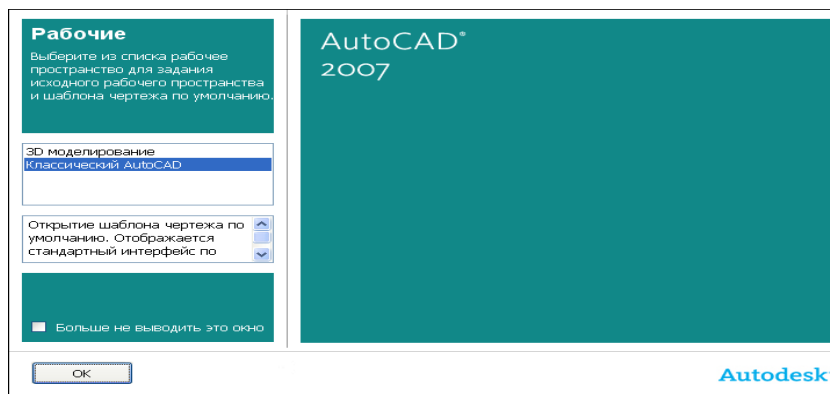 Рабочие
Выберите из списка рабочее
пространство для задания
исходного рабочего пространства
и шаблона чертежа по умолчанию.
3D моделирование
Классический AutoCAD
Открытие шаблона чертежа по
умолчанию. Отображается
стандартный интерфейс по
Больше не выводить это окно
OK
AutoCAD®
2007
Autodesk